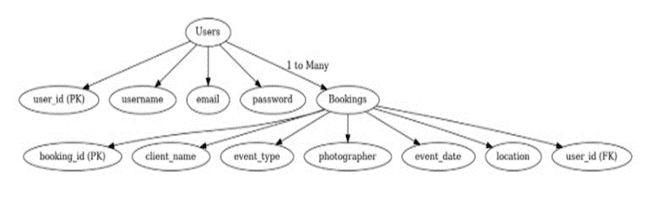 Users
1 to Many
user_id (PK)
username
email
password
Bookings
booking_id (PK)
client_name
event_type
photographer
event_date
location
user_id (FK)